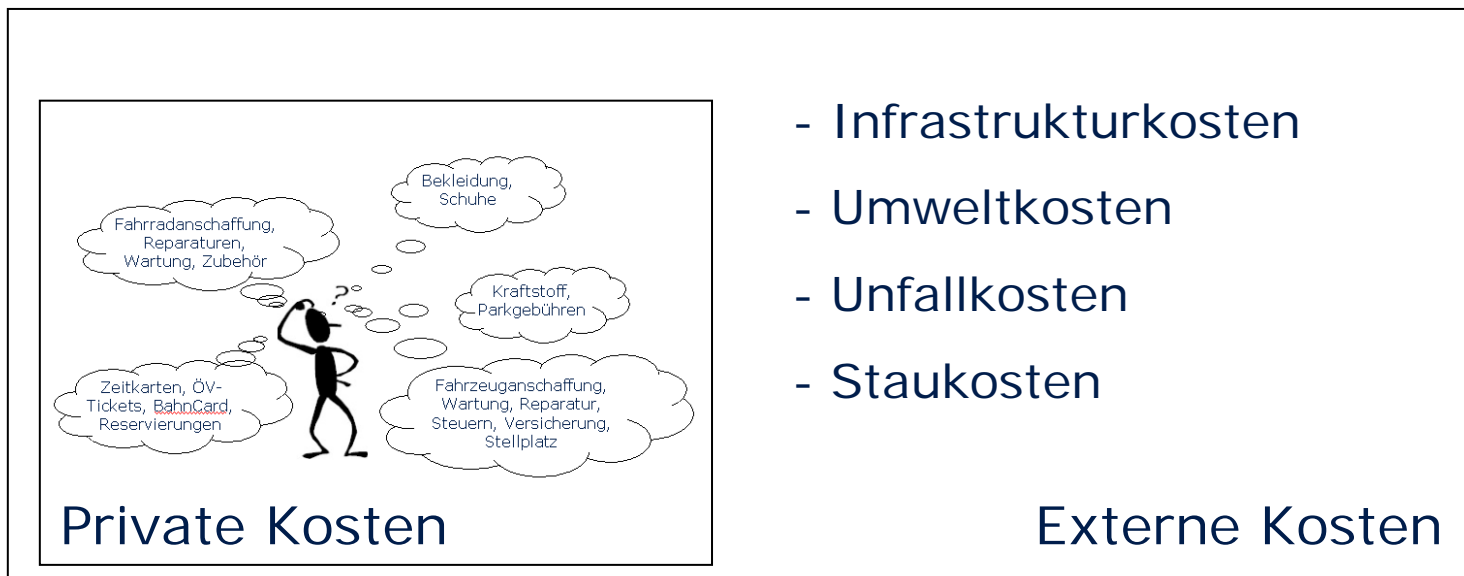 Bekleidung,
Schuhe
Fahrradanschaffung,
Reparaturen,
Wartung, Zubehör
?
Kraftstoff,
Parkgebühren
Zeitkarten, ÖV-
Tickets, BahnCard,
Reservierungen
Fahrzeuganschaffung,
Wartung, Reparatur,
Steuern, Versicherung,
Stellplatz
Private Kosten
- Infrastrukturkosten
- Umweltkosten
- Unfallkosten
- Staukosten
Externe Kosten